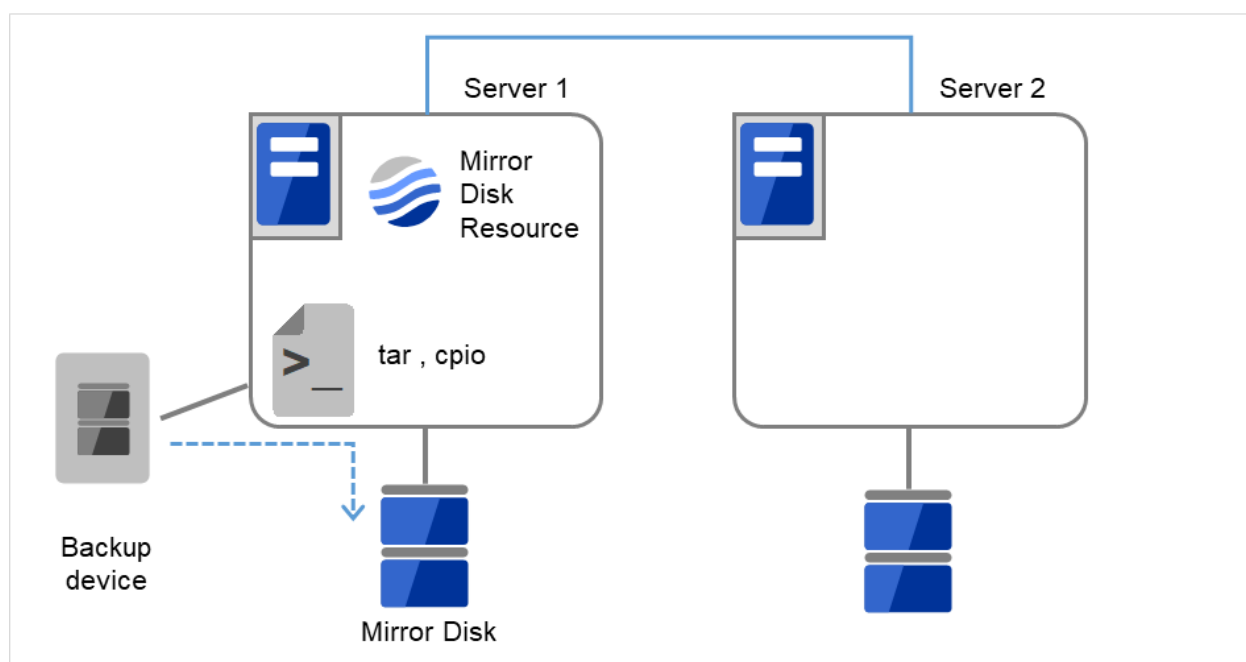 Server 1
Server 2
Mirror
Disk
Resource
>_
tar , cpio
Backup
device
Mirror Disk